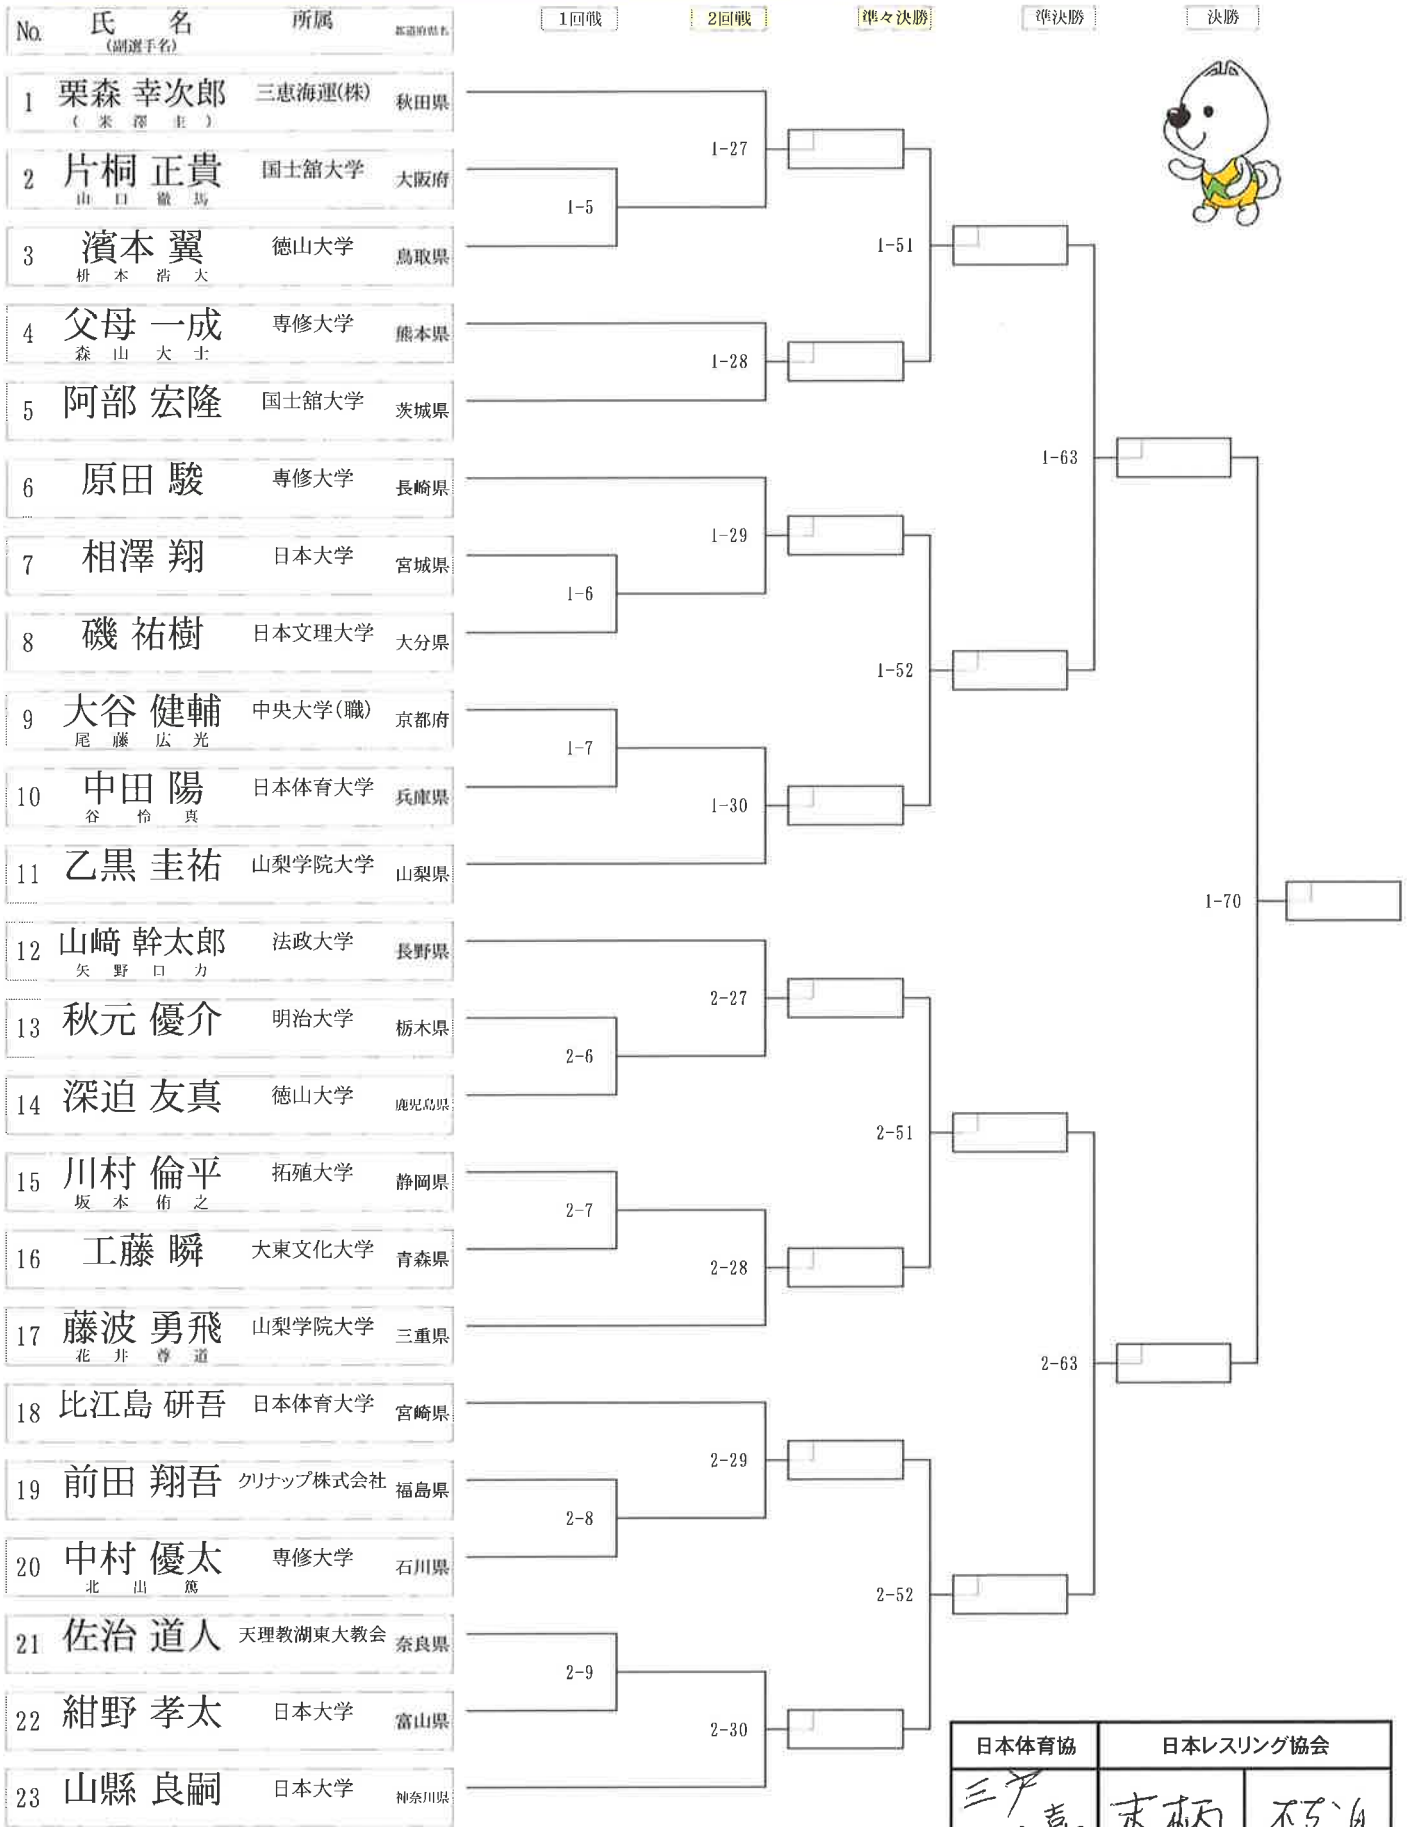 No. 氏 名 所属 都道府県名 1回戦 2回戦 準々決勝 準決勝 決勝
(副選手名)
1 栗森 幸次郎 三恵海運(株) 秋田県
( 米 澤 圭 )
1-27
2 片桐 正貴 国士舘大学 大阪府
山 口 徹 馬
1-5
3 濱本 翼 徳山大学 鳥取県
枡 本 浩 大
1-51
4 父母 一成 専修大学 熊本県
森 山 大 士
1-28
5 阿部 宏隆 国士舘大学 茨城県
1-63
6 原田 駿 専修大学 長崎県
1-29
7 相澤 翔 日本大学 宮城県
1-6
8 磯 祐樹 日本文理大学 大分県
1-52
9 大谷 健輔 中央大学(職) 京都府
尾 藤 広 光
1-7
10 中田 陽 日本体育大学 兵庫県
谷 怜 真
1-30
11 乙黒 圭祐 山梨学院大学 山梨県
1-70
12 山﨑 幹太郎 法政大学 長野県
矢 野 口 力
2-27
13 秋元 優介 明治大学 栃木県
2-6
14 深迫 友真 徳山大学 鹿児島県
2-51
15 川村 倫平 拓殖大学 静岡県
坂 本 侑 之
2-7
16 工藤 瞬 大東文化大学 青森県
2-28
17 藤波 勇飛 山梨学院大学 三重県
花 井 尊 道
2-63
18 比江島 研吾 日本体育大学 宮崎県
2-29
19 前田 翔吾 クリナップ株式会社 福島県
2-8
20 中村 優太 専修大学 石川県
北 出 篤
2-52
21 佐治 道人 天理教湖東大教会 奈良県
2-9
22 紺野 孝太 日本大学 富山県
2-30
日本体育協 日本レスリング協会
23 山縣 良嗣 日本大学 神奈川県